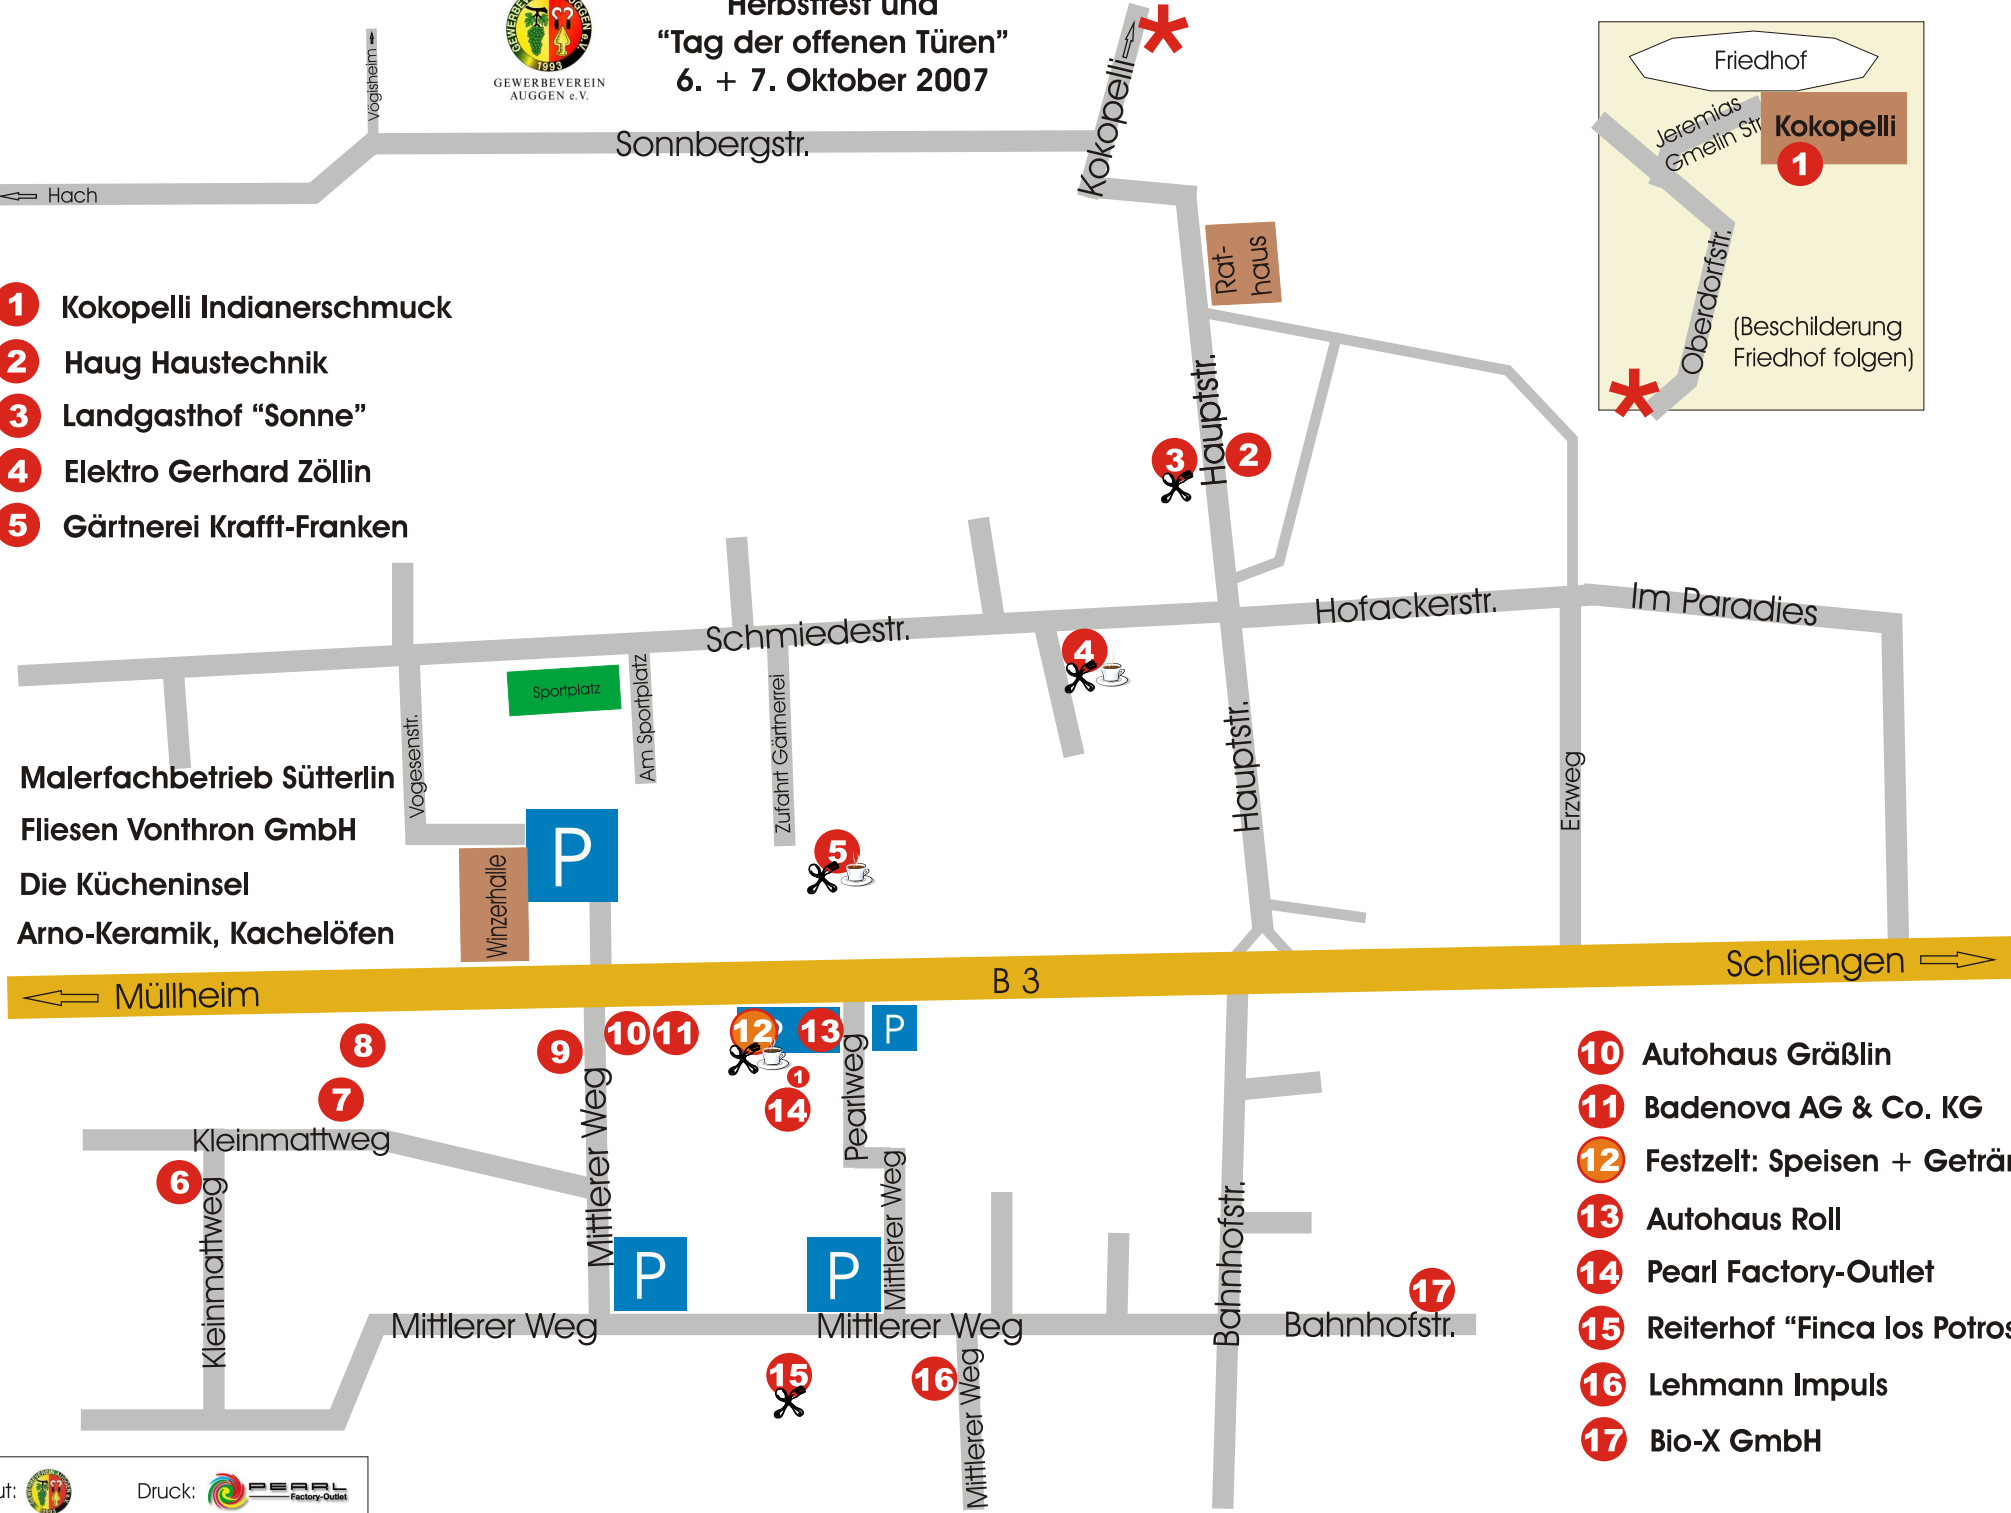 Herbstfest und
“Tag der offenen Türen”
6. + 7. Oktober 2007
1993
GEWERBEVEREIN
AUGGEN e.V.
Vögisheim
Sonnbergstr.
Kokopelli
Hach
Friedhof
Jeremias
Gmelin Str
Kokopelli
1
Oberdorfstr.
(Beschilderung
Friedhof folgen)
Rat-
haus
1 Kokopelli Indianerschmuck
2 Haug Haustechnik
3 Landgasthof “Sonne”
4 Elektro Gerhard Zöllin
5 Gärtnerei Krafft-Franken
Hauptstr.
3
2
Schmiedestr.
Hofackerstr.
Im Paradies
4
Sportplatz
Am Sportplatz
Zufahrt Gärtnerrei
Vogesenstr.
Hauptstr.
Erzweg
Malerfachbetrieb Sütterlin
Fliesen Vonthron GmbH
Die Kücheninsel
Arno-Keramik, Kachelöfen
P
Winzerhalle
5
Müllheim
B 3
Schliengen
8
7
9
10
11
12
13
P
1
14
Pearlweg
Mittlerer Weg
Kleinmattweg
6
Kleinmattweg
Mittlerer Weg
P
P
Bahnhofstr.
17
Mittlerer Weg
Mittlerer Weg
Bahnhofstr.
15
16
Mittlerer Weg
10 Autohaus Gräßlin
11 Badenova AG & Co. KG
12 Festzelt: Speisen + Geträn
13 Autohaus Roll
14 Pearl Factory-Outlet
15 Reiterhof “Finca los Potros
16 Lehmann Impuls
17 Bio-X GmbH
ut:
Druck:
PEARL
Factory-Outlet